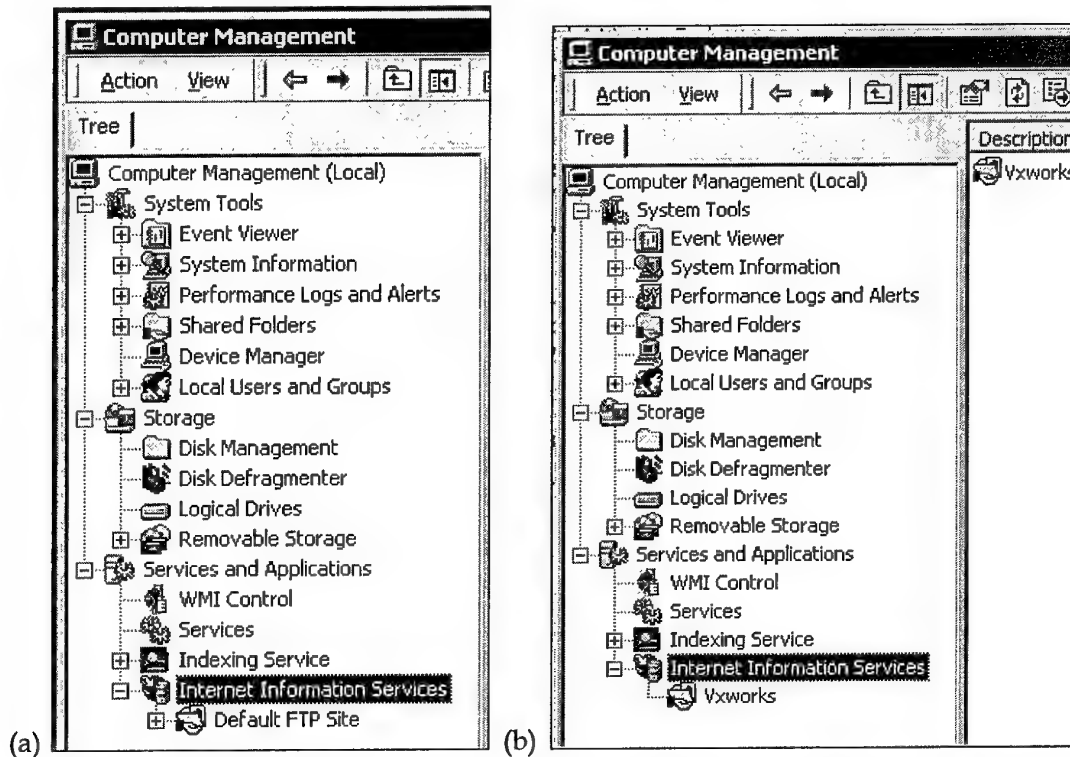 Computer Management
Action View
Tree
Computer Management (Local)
System Tools
Event Viewer
System Information
Performance Logs and Alerts
Shared Folders
Device Manager
Local Users and Groups
Storage
Disk Management
Disk Defragmenter
Logical Drives
Removable Storage
Services and Applications
WMI Control
Services
Indexing Service
Internet Information Services
Default FTP Site
(a)
Computer Management
Action View
Tree
Description
Computer Management (Local)
Vxworks
System Tools
Event Viewer
System Information
Performance Logs and Alerts
Shared Folders
Device Manager
Local Users and Groups
Storage
Disk Management
Disk Defragmenter
Logical Drives
Removable Storage
Services and Applications
WMI Control
Services
Indexing Service
Internet Information Services
Vxworks
(b)